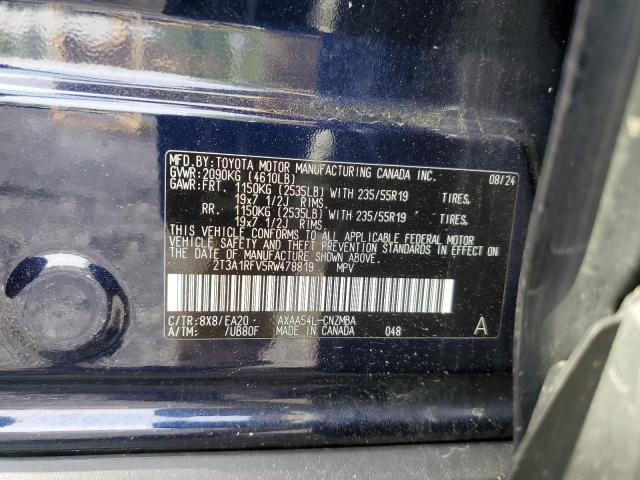 MFD. BY: TOYOTA MOTOR MANUFACTURING CANADA INC. 08/24
GVWR: 2090KG (4610LB)
GAWR: FRT. 1150KG (2535LB) WITH 235/55R19 TIRES,
19x7 1/2J RIMS
RR. 1150KG (2535LB) WITH 235/55R19 TIRES,
19x7 1/2J RIMS
THIS VEHICLE CONFORMS TO ALL APPLICABLE FEDERAL MOTOR
VEHICLE SAFETY AND THEFT PREVENTION STANDARDS IN EFFECT ON
THE DATE OF MANUFACTURE SHOWN ABOVE.
2T3A1RFV5RW478819 MPV
C/TR: 8X8/EA20 AXAA54L-CNZMBA
A/TM: /UB80F MADE IN CANADA 048 A